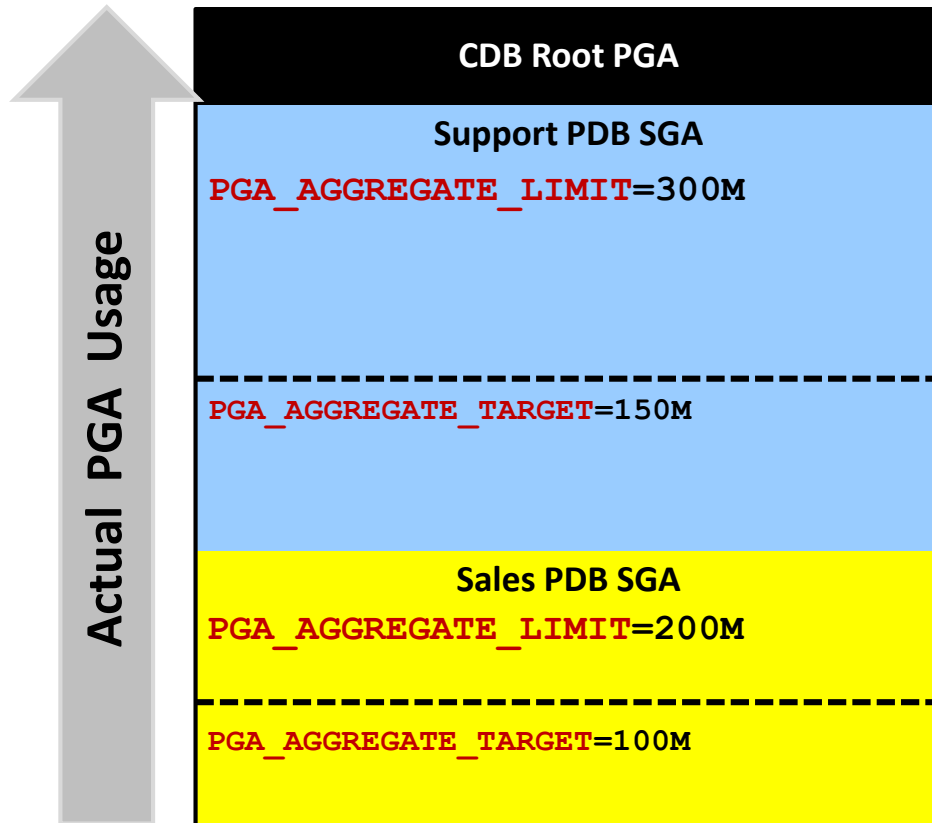 CDB Root PGA
Support PDB SGA
PGA_AGGREGATE_LIMIT=300M
PGA_AGGREGATE_TARGET=150M
Sales PDB SGA
PGA_AGGREGATE_LIMIT=200M
PGA_AGGREGATE_TARGET=100M
Actual PGA Usage